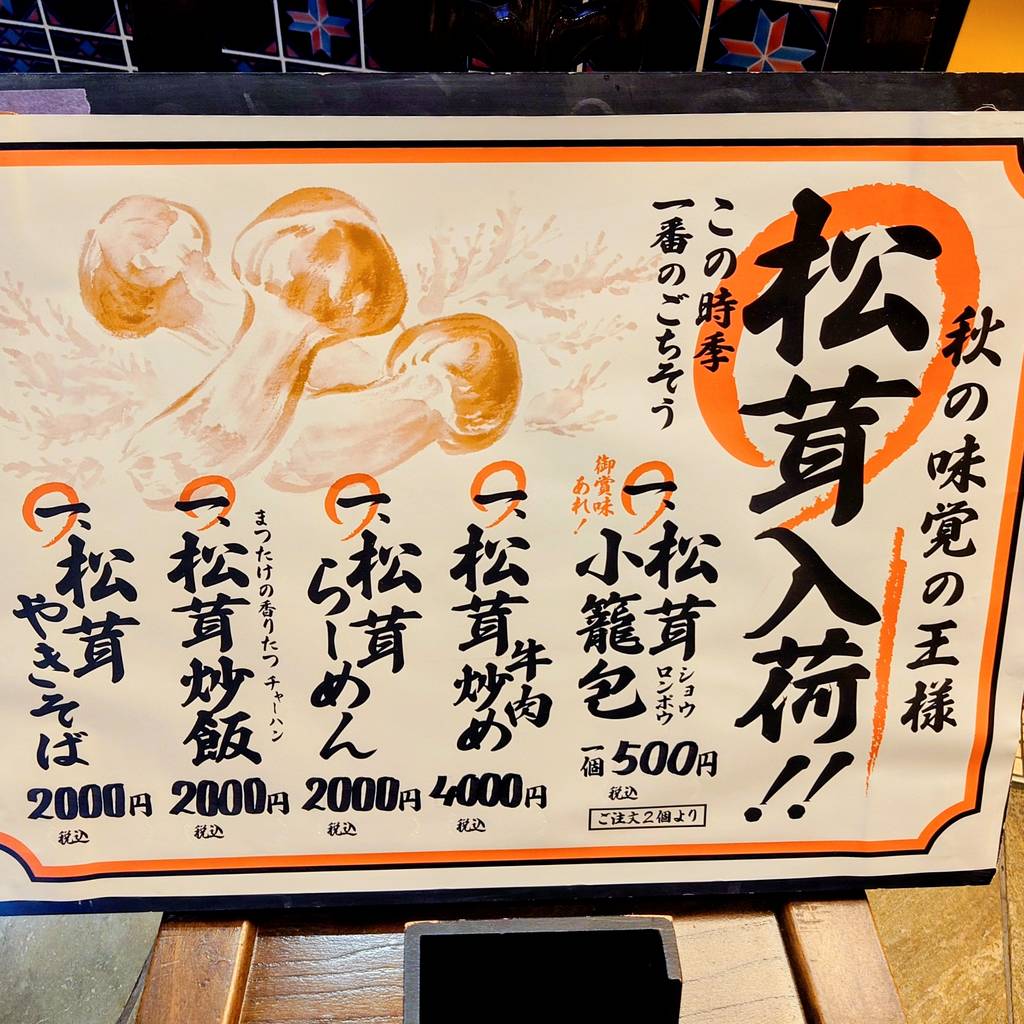 秋の味覚の王様
松茸入荷!!
この時季
一番のごちそう
一、松茸
小籠包
ショウ
ロンポウ
御賞味
あれ!
一個500円
税込
ご注文2個より
一、松茸炒め
牛肉
4000円
税込
一、松茸
らーめん
2000円
税込
まつたけの香りたつ チャーハン
一、松茸炒飯
2000円
税込
一、松茸
やきそば
2000円
税込